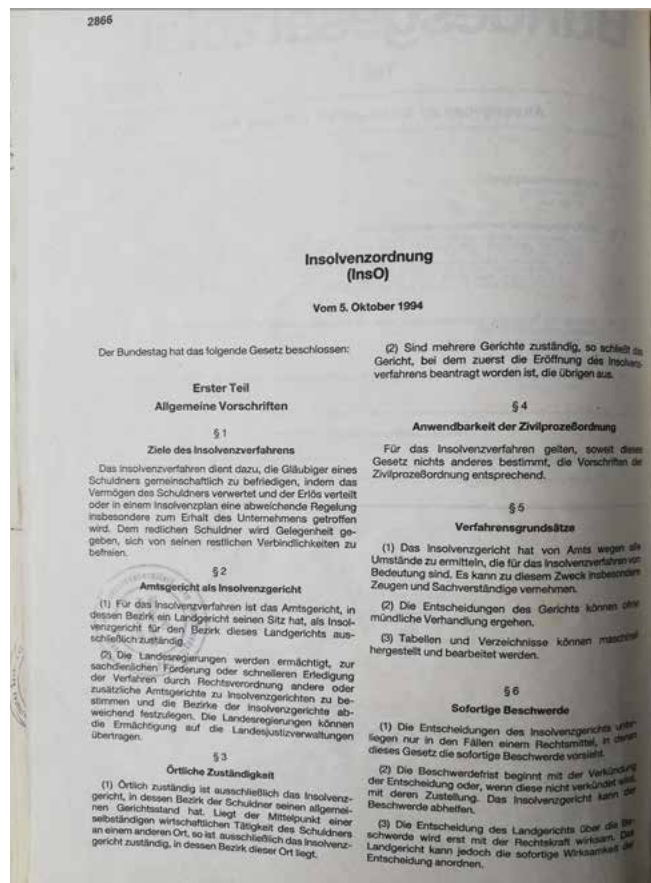 2866
Insolvenzordnung
(InsO)
Vom 5. Oktober 1994
Der Bundestag hat das folgende Gesetz beschlossen:
Erster Teil
Allgemeine Vorschriften
§ 1
Ziele des Insolvenzverfahrens
Das Insolvenzverfahren dient dazu, die Gläubiger eines
Schuldners gemeinschaftlich zu befriedigen, indem das
Vermögen des Schuldners verwertet und der Erlös verteilt
oder in einem Insolvenzplan eine abweichende Regelung
insbesondere zum Erhalt des Unternehmens getroffen
wird. Dem redlichen Schuldner wird Gelegenheit ge-
geben, sich von seinen restlichen Verbindlichkeiten zu
befreien.
§ 2
Amtsgericht als Insolvenzgericht
(1) Für das Insolvenzverfahren ist das Amtsgericht, in
dessen Bezirk ein Landgericht seinen Sitz hat, als Insol-
venzgericht für den Bezirk dieses Landgerichts aus-
schließlich zuständig.
(2) Die Landesregierungen werden ermächtigt, zur
sachdienlichen Förderung oder schnelleren Erledigung
der Verfahren durch Rechtsverordnung andere oder
zusätzliche Amtsgerichte zu Insolvenzgerichten zu be-
stimmen und die Bezirke der Insolvenzgerichte ab-
weichend festzulegen. Die Landesregierungen können
die Ermächtigung auf die Landesjustizverwaltungen
übertragen.
§ 3
Örtliche Zuständigkeit
(1) Örtlich zuständig ist ausschließlich das Insolvenz-
gericht, in dessen Bezirk der Schuldner seinen allgemei-
nen Gerichtsstand hat. Liegt der Mittelpunkt einer
selbständigen wirtschaftlichen Tätigkeit des Schuldners
an einem anderen Ort, so ist ausschließlich das Insolvenz-
gericht zuständig, in dessen Bezirk dieser Ort liegt.
(2) Sind mehrere Gerichte zuständig, so schließt das
Gericht, bei dem zuerst die Eröffnung des Insolvenz-
verfahrens beantragt worden ist, die übrigen aus.
§ 4
Anwendbarkeit der Zivilprozeßordnung
Für das Insolvenzverfahren gelten, soweit dieses
Gesetz nichts anderes bestimmt, die Vorschriften der
Zivilprozeßordnung entsprechend.
§ 5
Verfahrensgrundsätze
(1) Das Insolvenzgericht hat von Amts wegen alle
Umstände zu ermitteln, die für das Insolvenzverfahren von
Bedeutung sind. Es kann zu diesem Zweck insbesondere
Zeugen und Sachverständige vernehmen.
(2) Die Entscheidungen des Gerichts können ohne
mündliche Verhandlung ergehen.
(3) Tabellen und Verzeichnisse können maschinell
hergestellt und bearbeitet werden.
§ 6
Sofortige Beschwerde
(1) Die Entscheidungen des Insolvenzgerichts unter-
liegen nur in den Fällen einem Rechtsmittel, in denen
dieses Gesetz die sofortige Beschwerde vorsieht.
(2) Die Beschwerdefrist beginnt mit der Verkündung
der Entscheidung oder, wenn diese nicht verkündet wird,
mit deren Zustellung. Das Insolvenzgericht kann der
Beschwerde abhelfen.
(3) Die Entscheidung des Landgerichts über die Be-
schwerde wird erst mit der Rechtskraft wirksam. Das
Landgericht kann jedoch die sofortige Wirksamkeit der
Entscheidung anordnen.